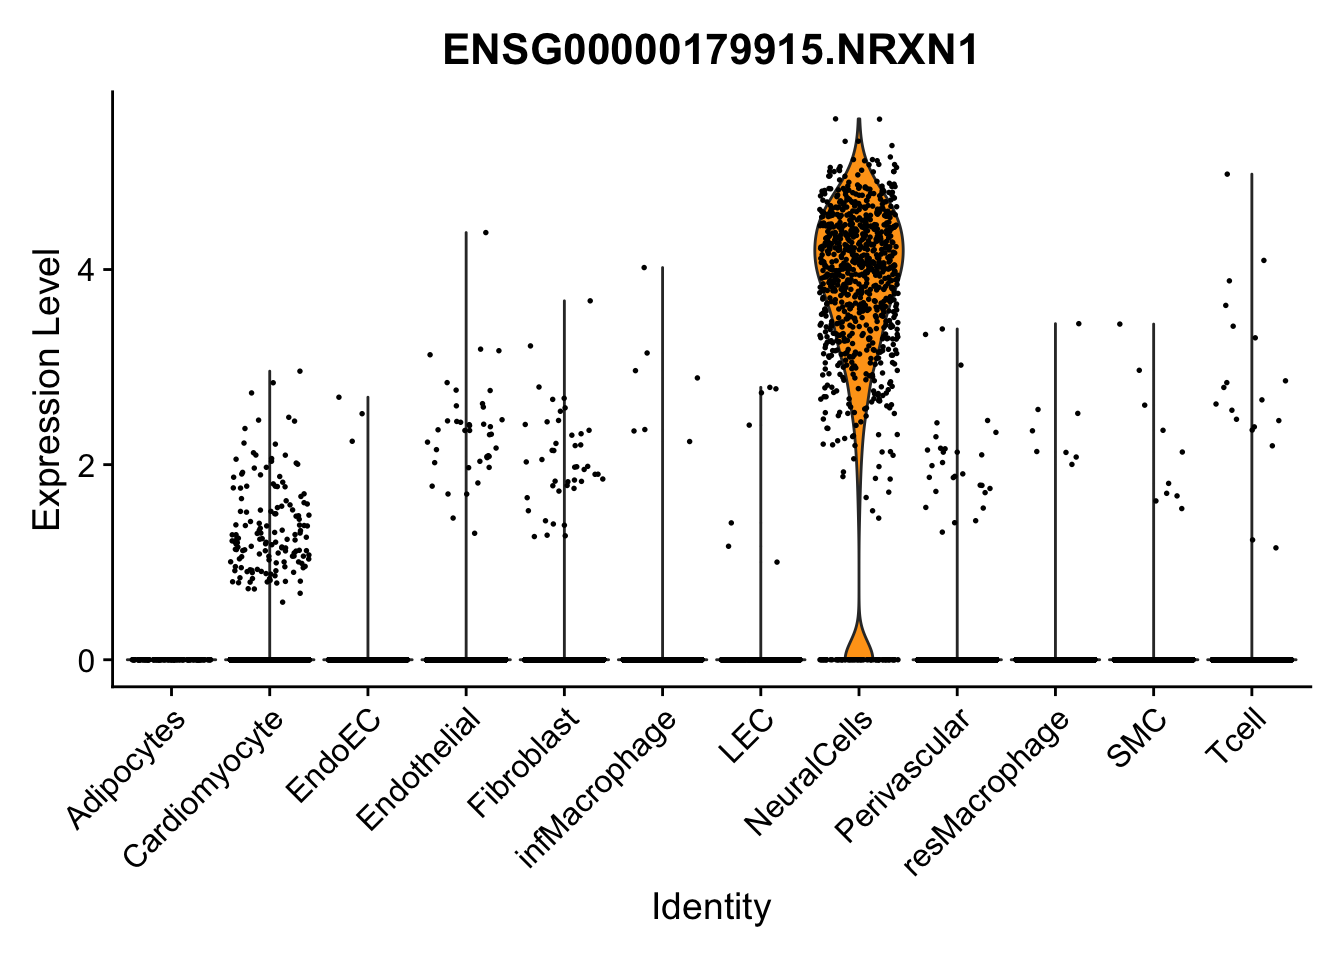 ENSG00000179915.NRXN1
Expression Level
4
2
0
Adipocytes
Cardiomyocyte
EndoEC
Endothelial
Fibroblast
infMacrophage
LEC
NeuralCells
Perivascular
resMacrophage
SMC
Tcell
Identity